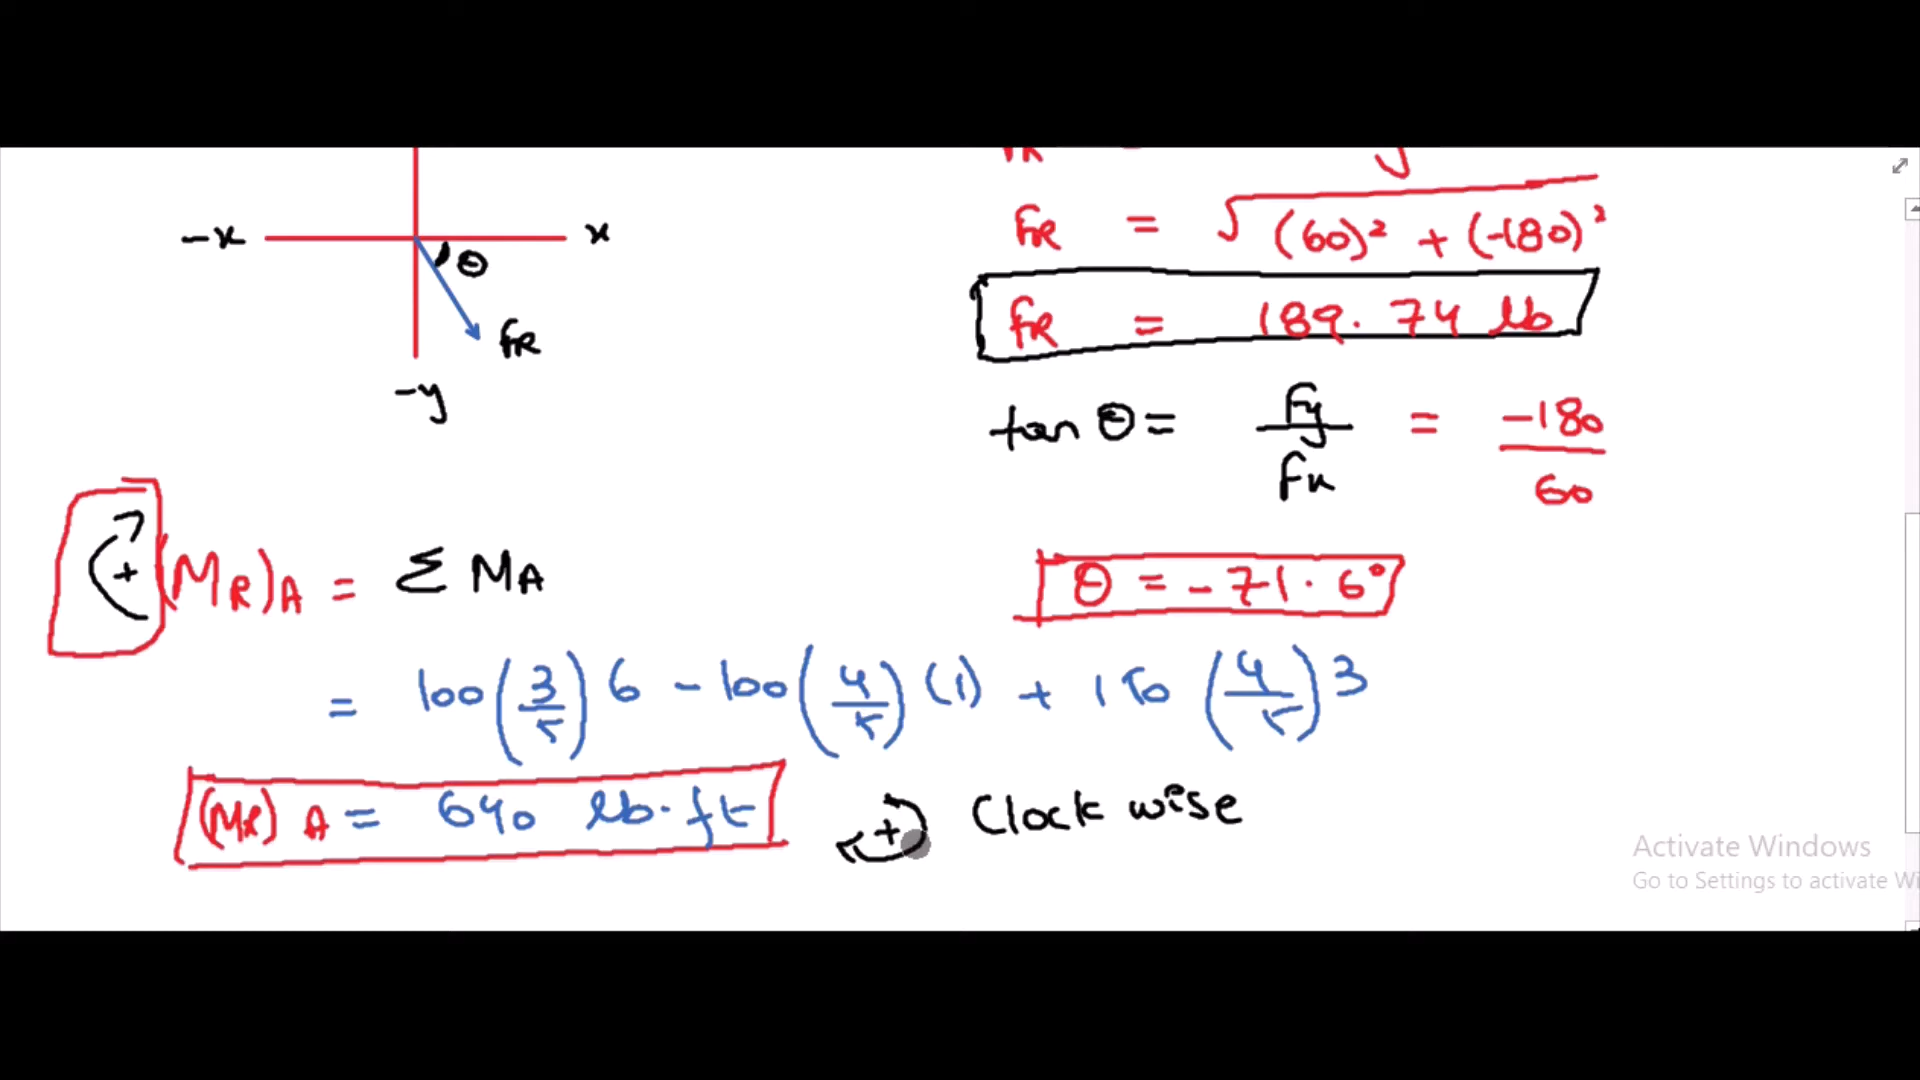 FR = √(60)² + (-180)²
-x x
θ
FR = 189.74 lb
FR
-y
tan θ = Fy/Fx = -180/60
+ (MR)A = Σ MA
θ = -71.6°
= 100(3/5)6 - 100(4/5)(1) + 150(4/5)3
(MR)A = 640 lb.ft + Clock wise
Activate Windows
Go to Settings to activate Wi